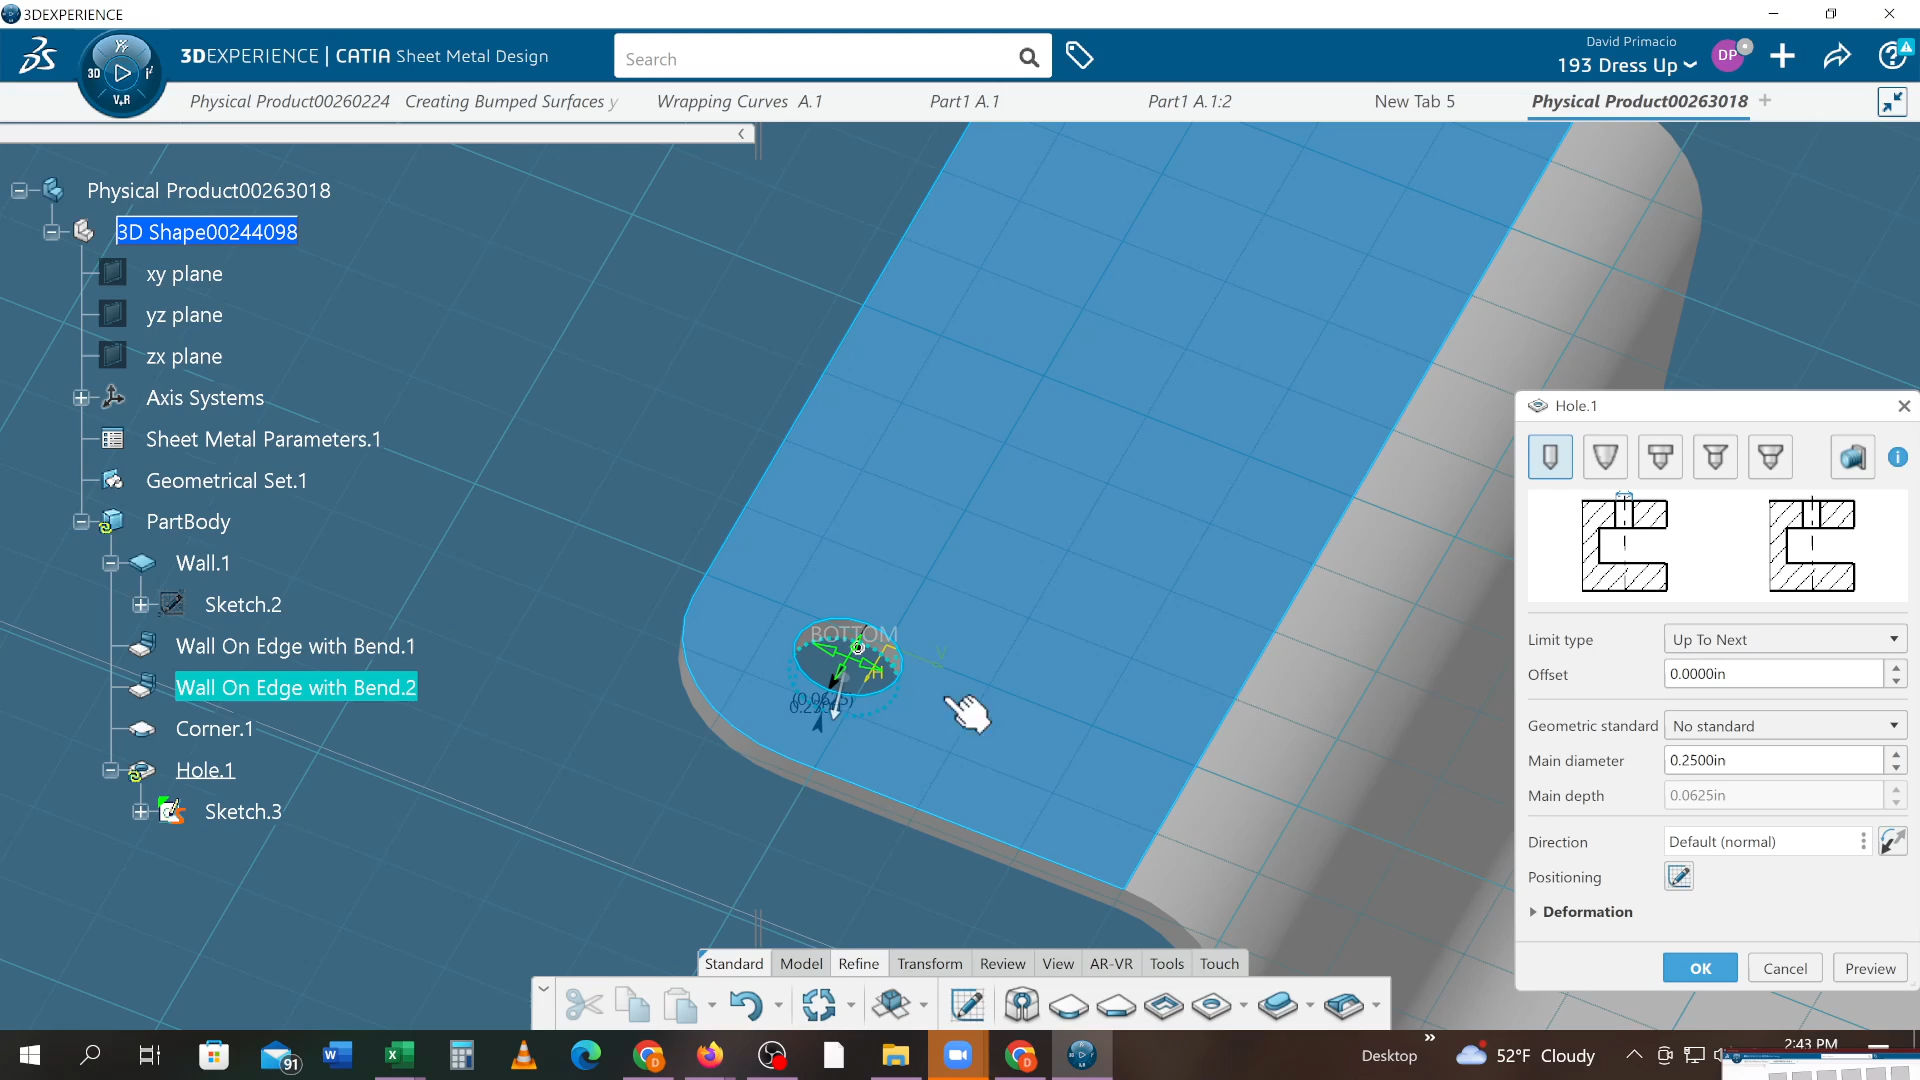 3DEXPERIENCE
3DEXPERIENCE | CATIA Sheet Metal Design
Search
David Primacio
193 Dress Up
DP
3D
V+R
Physical Product00260224
Creating Bumped Surfaces y
Wrapping Curves A.1
Part1 A.1
Part1 A.1:2
New Tab 5
Physical Product00263018
Physical Product00263018
3D Shape00244098
xy plane
yz plane
zx plane
Axis Systems
Sheet Metal Parameters.1
Geometrical Set.1
PartBody
Wall.1
Sketch.2
Wall On Edge with Bend.1
Wall On Edge with Bend.2
Corner.1
Hole.1
Sketch.3
BOTTOM
V
H
Hole.1
Limit type
Up To Next
Offset
0.0000in
Geometric standard
No standard
Main diameter
0.2500in
Main depth
0.0625in
Direction
Default (normal)
Positioning
Deformation
OK
Cancel
Preview
Standard
Model
Refine
Transform
Review
View
AR-VR
Tools
Touch
91
Desktop
52°F Cloudy
2:43 PM